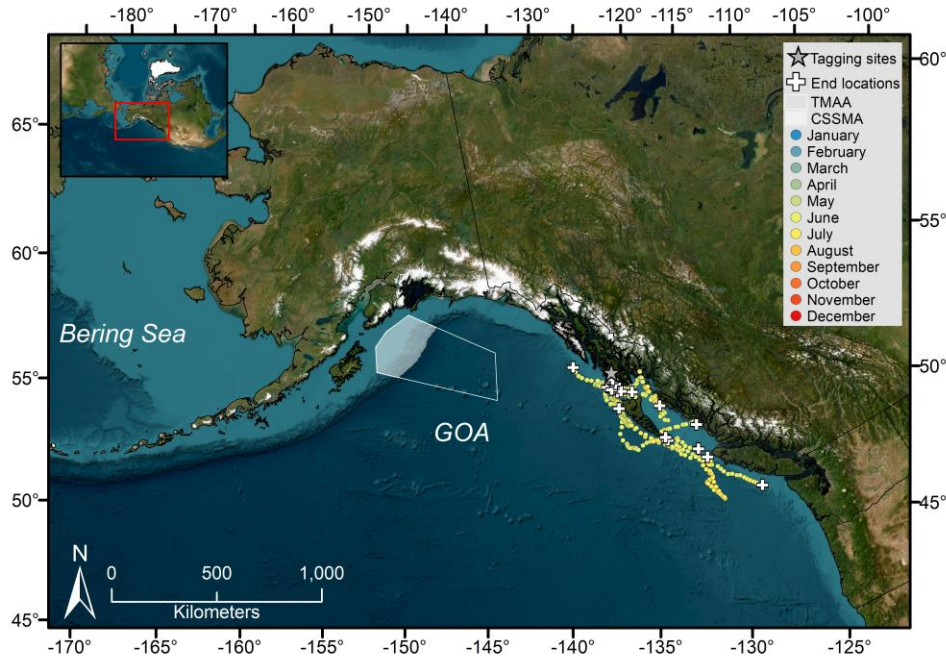 -180° -170° -160° -150° -140° -130° -120° -110° -105° -100°
Tagging sites
End locations
TMAA
CSSMA
January
February
March
April
May
June
July
August
September
October
November
December
60°
55°
50°
45°
65°
60°
55°
50°
45°
Bering Sea
GOA
N
0 500 1,000
Kilometers
-170° -165° -160° -155° -150° -145° -140° -135° -130° -125°